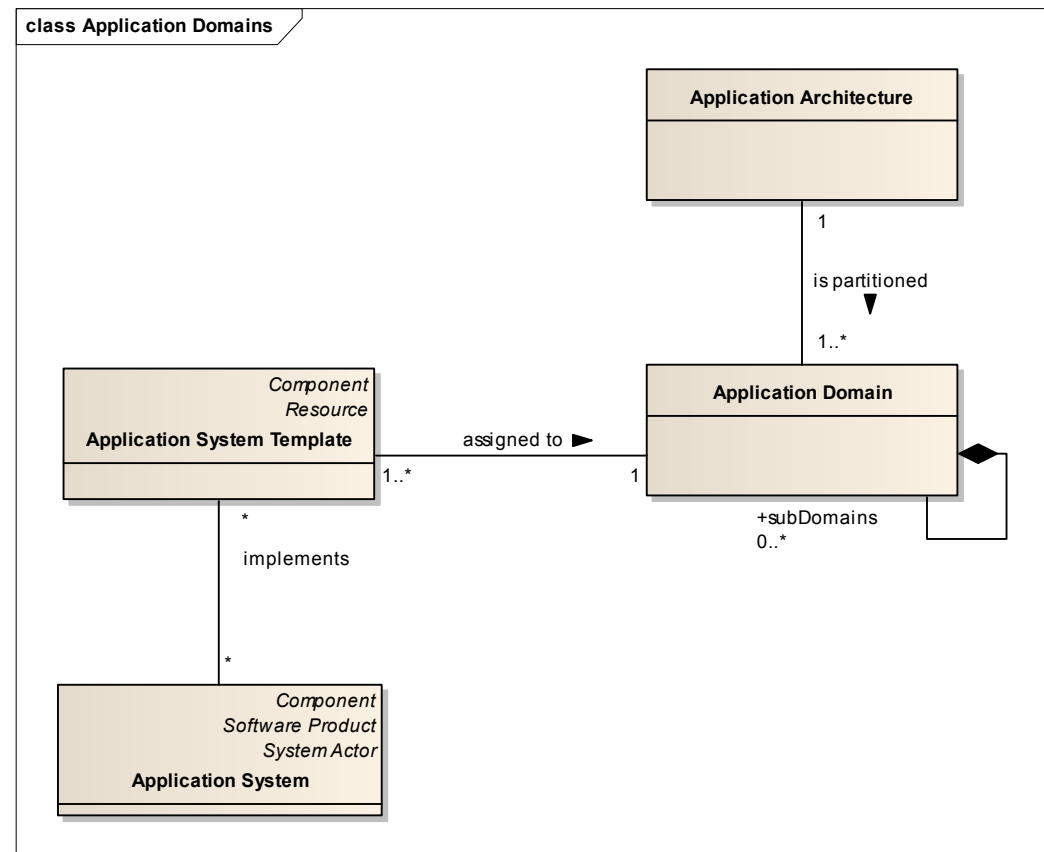 class Application Domains
Application Architecture
1
is partitioned
1..*
Application Domain
Component
Resource
Application System Template
assigned to
1..*
1
+subDomains
0..*
*
implements
*
Component
Software Product
System Actor
Application System